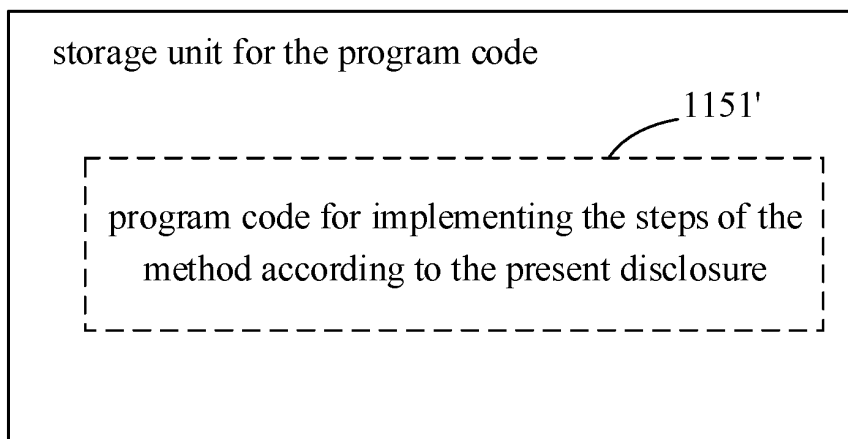 storage unit for the program code
1151'
program code for implementing the steps of the
method according to the present disclosure